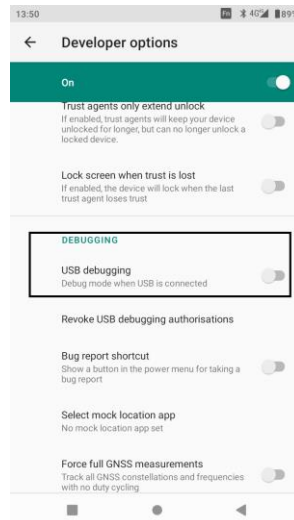 13:50
4G 89%
Developer options
On
Trust agents only extend unlock
If enabled, trust agents will keep your device
unlocked for longer, but can no longer unlock a
locked device.
Lock screen when trust is lost
If enabled, the device will lock when the last
trust agent loses trust
DEBUGGING
USB debugging
Debug mode when USB is connected
Revoke USB debugging authorisations
Bug report shortcut
Show a button in the power menu for taking a
bug report
Select mock location app
No mock location app set
Force full GNSS measurements
Track all GNSS constellations and frequencies
with no duty cycling